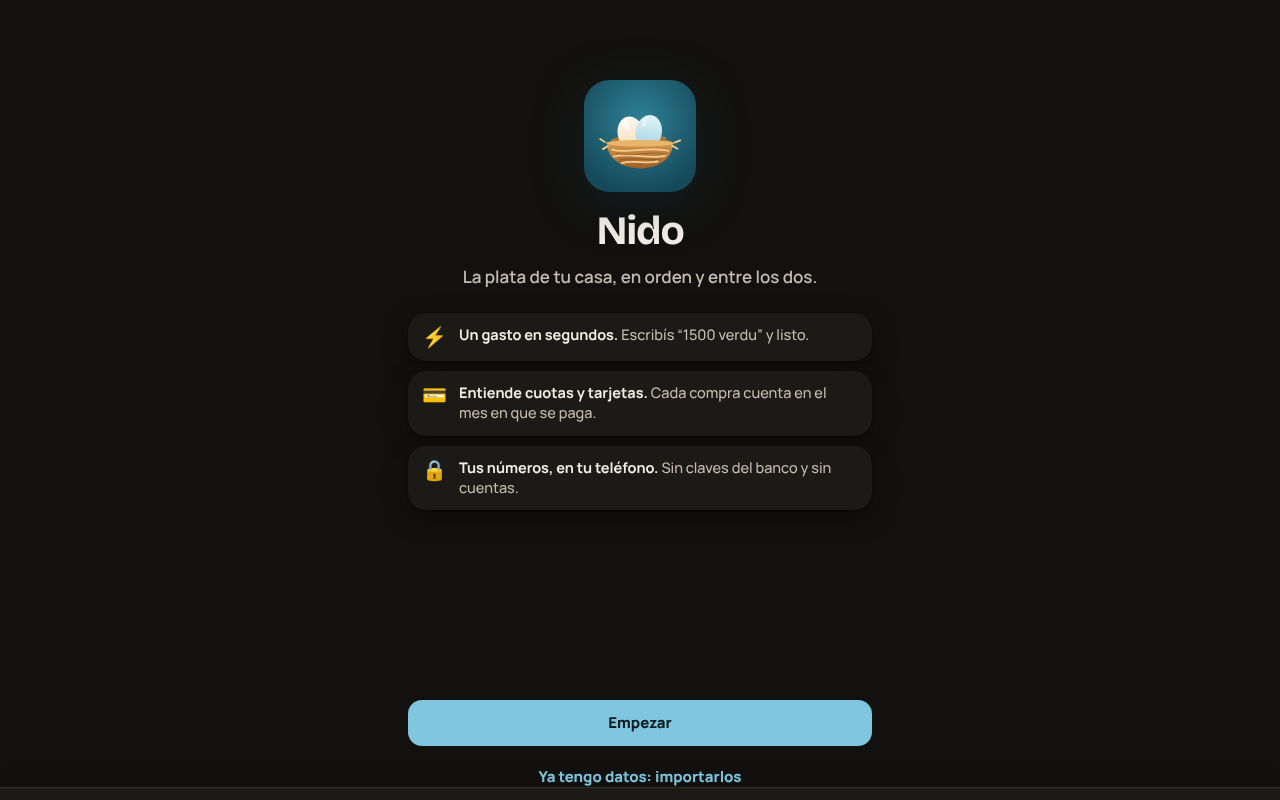 Nido
La plata de tu casa, en orden y entre los dos.
Un gasto en segundos. Escribís “1500 verdu” y listo.
Entiende cuotas y tarjetas. Cada compra cuenta en el
mes en que se paga.
Tus números, en tu teléfono. Sin claves del banco y sin
cuentas.
Empezar
Ya tengo datos: importarlos